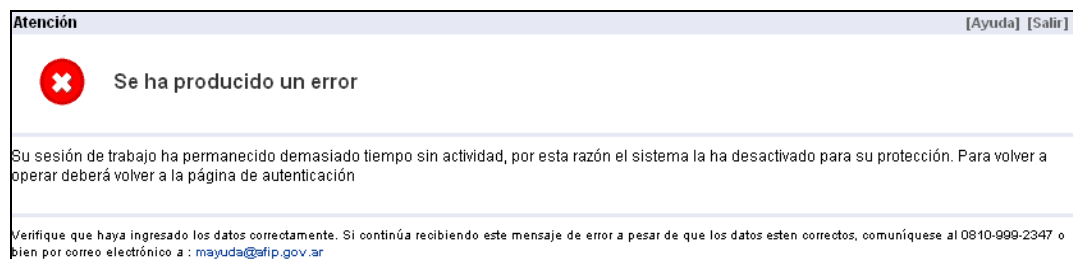 Atención [Ayuda] [Salir]
Se ha producido un error
Su sesión de trabajo ha permanecido demasiado tiempo sin actividad, por esta razón el sistema la ha desactivado para su protección. Para volver a
operar deberá volver a la página de autenticación
Verifique que haya ingresado los datos correctamente. Si continúa recibiendo este mensaje de error a pesar de que los datos esten correctos, comuníquese al 0810-999-2347 o
bien por correo electrónico a : mayuda@afip.gov.ar